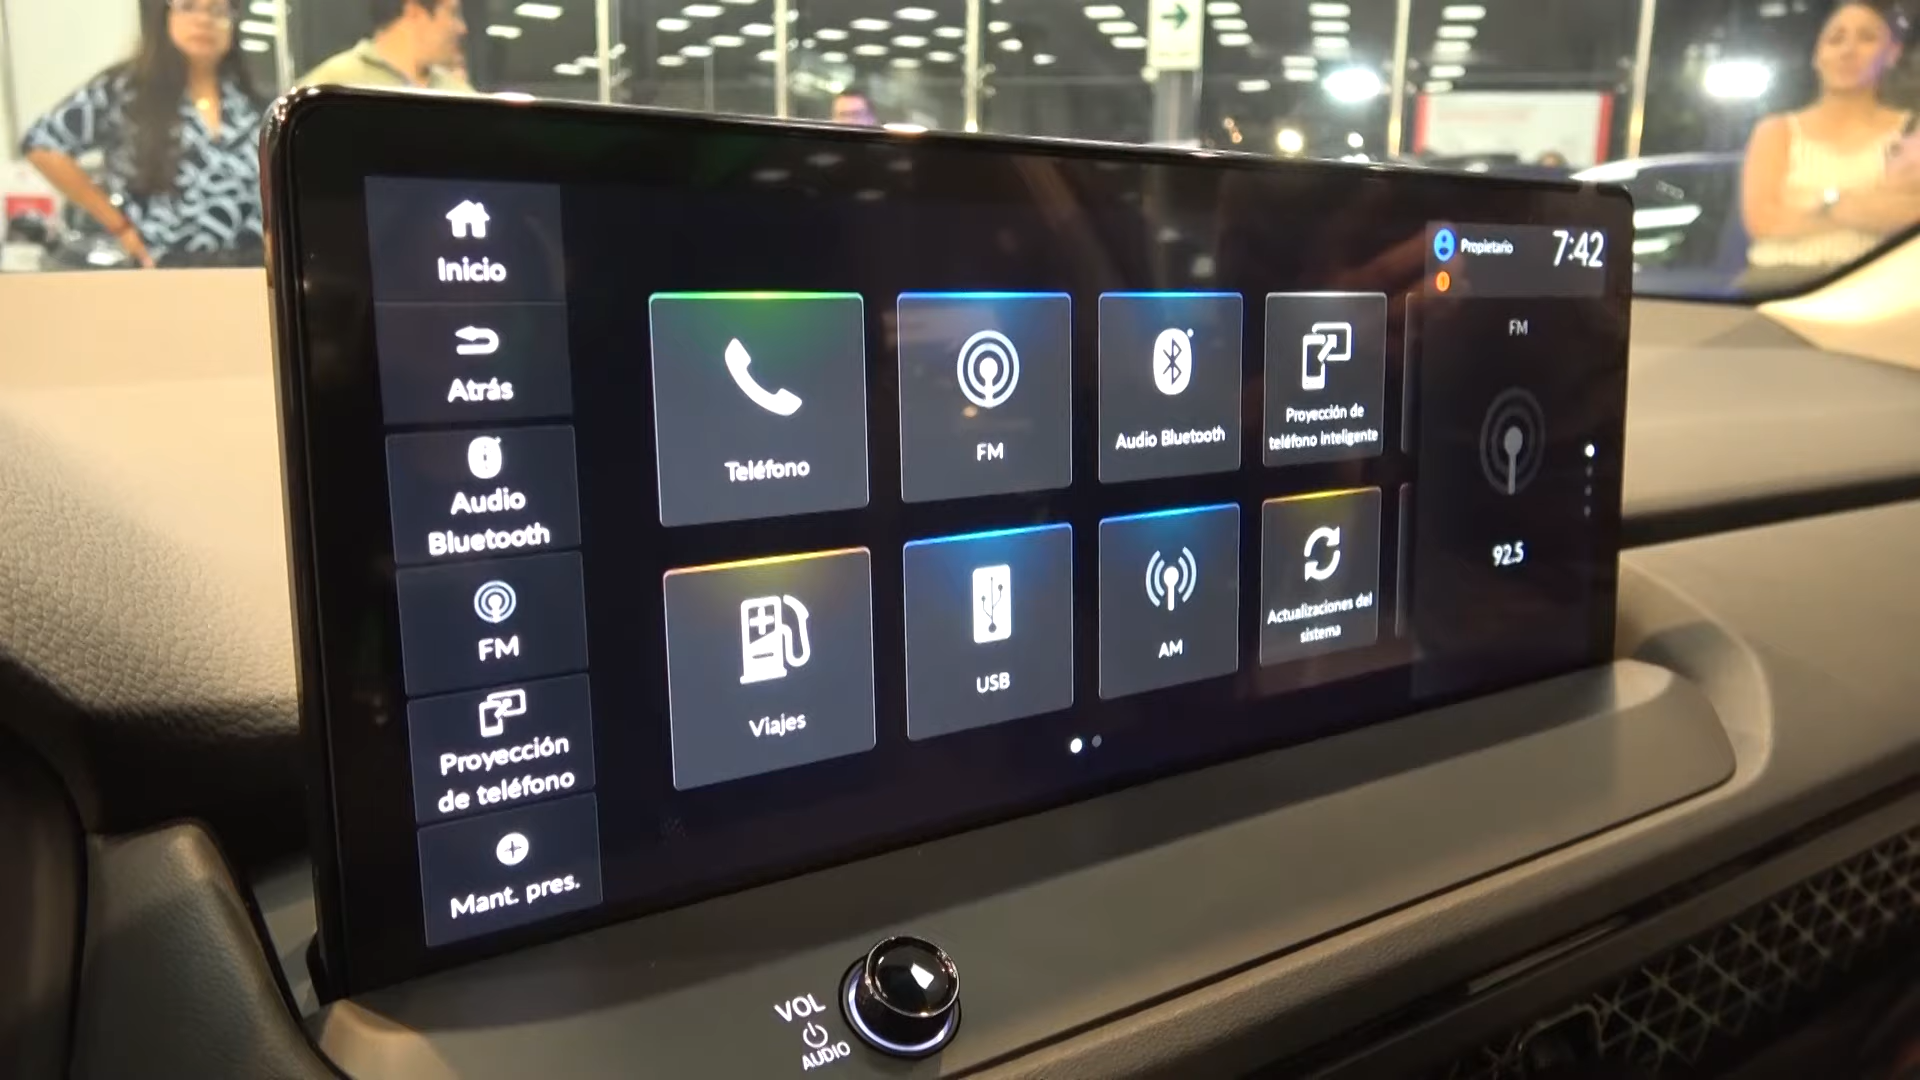 Inicio
Atrás
Audio
Bluetooth
FM
Proyección
de teléfono
Mant. pres.
Teléfono
FM
Audio Bluetooth
Proyección de
teléfono inteligente
Viajes
USB
AM
Actualizaciones del
sistema
Propietario
7:42
FM
92.5
VOL
AUDIO